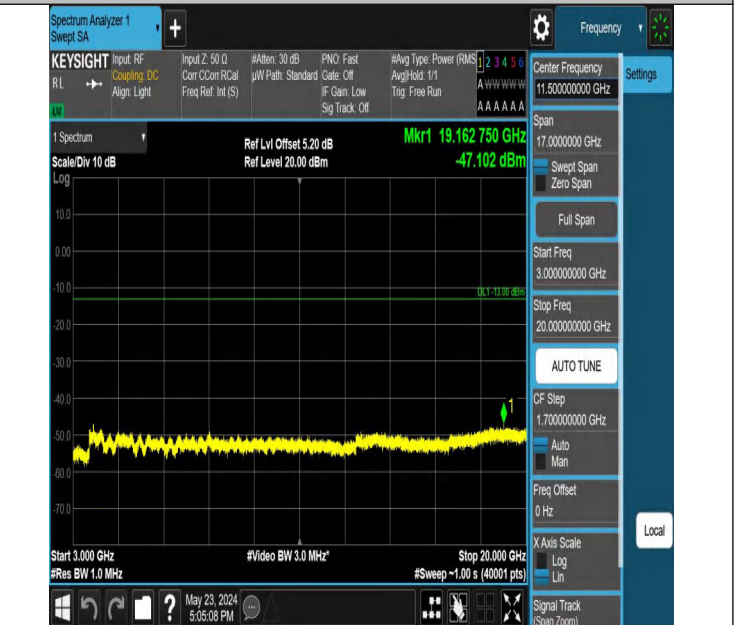 Spectrum Analyzer 1
Swept SA
+
Frequency
KEYSIGHT
RL
Input: RF
Coupling: DC
Align: Light
Input Z: 50 Ω
Corr CCorr RCal
Freq Ref: Int (S)
#Atten: 30 dB
µW Path: Standard
PNO: Fast
Gate: Off
IF Gain: Low
Sig Track: Off
#Avg Type: Power (RMS
Avg|Hold: 1/1
Trig: Free Run
1 2 3 4 5 6
A W W W W W
A A A A A A
1 Spectrum
Scale/Div 10 dB
Log
Ref Lvl Offset 5.20 dB
Ref Level 20.00 dBm
Mkr1 19.162 750 GHz
-47.102 dBm
10.0
0.00
-10.0
DL1 -13.00 dBm
-20.0
-30.0
-40.0
1
-50.0
-60.0
-70.0
Start 3.000 GHz
#Res BW 1.0 MHz
#Video BW 3.0 MHz*
Stop 20.000 GHz
#Sweep ~1.00 s (40001 pts)
Center Frequency
11.500000000 GHz
Settings
Span
17.0000000 GHz
Swept Span
Zero Span
Full Span
Start Freq
3.000000000 GHz
Stop Freq
20.000000000 GHz
AUTO TUNE
CF Step
1.700000000 GHz
Auto
Man
Freq Offset
0 Hz
X Axis Scale
Log
Lin
Local
Signal Track
(Span Zoom)
?
May 23, 2024
5:05:08 PM